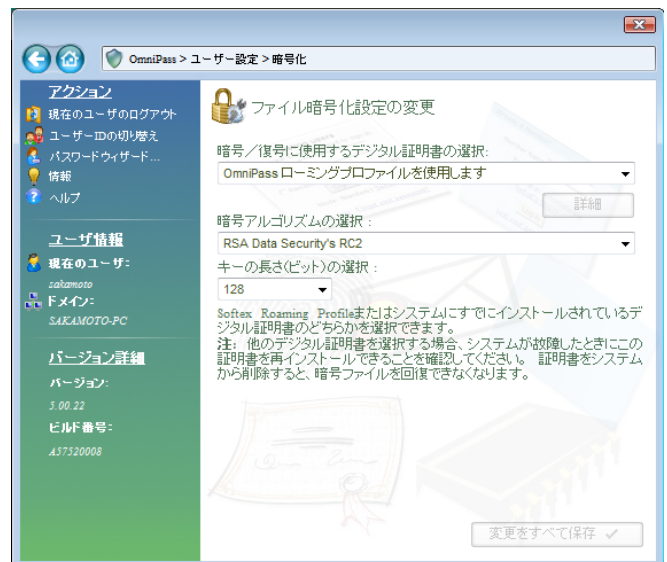 OmniPass > ユーザー設定 > 暗号化
アクション
現在のユーザのログアウト
ユーザーIDの切り替え
パスワードウィザード...
情報
ヘルプ
ユーザ情報
現在のユーザ:
sakamoto
ドメイン:
SAKAMOTO-PC
バージョン詳細
バージョン:
5.00.22
ビルド番号:
A57520008
ファイル暗号化設定の変更
暗号／復号に使用するデジタル証明書の選択:
OmniPass ローミングプロファイルを使用します
詳細
暗号アルゴリズムの選択 :
RSA Data Security's RC2
キーの長さ(ビット)の選択 :
128
Softex Roaming Profileまたはシステムにすでにインストールされているデ
ジタル証明書のどちらかを選択できます。
注: 他のデジタル証明書を選択する場合、システムが故障したときにこの
証明書を再インストールできることを確認してください。 証明書をシステム
から削除すると、暗号ファイルを回復できなくなります。
変更をすべて保存